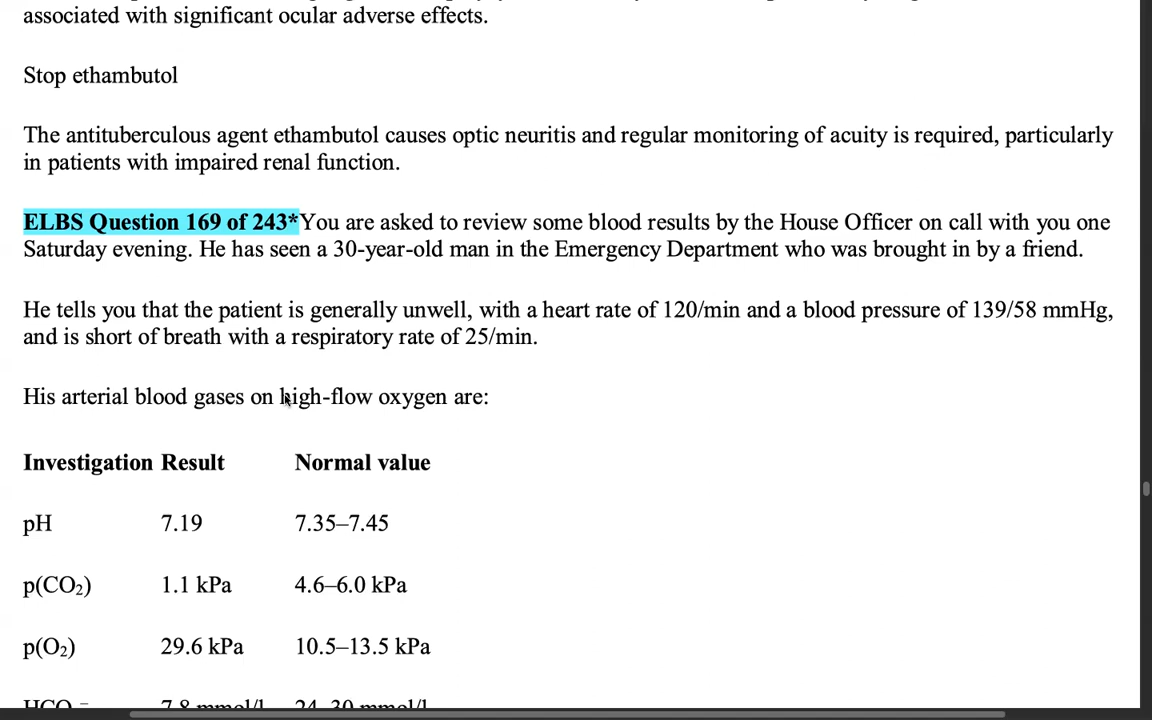 associated with significant ocular adverse effects.
Stop ethambutol
The antituberculous agent ethambutol causes optic neuritis and regular monitoring of acuity is required, particularly
in patients with impaired renal function.
ELBS Question 169 of 243*You are asked to review some blood results by the House Officer on call with you one
Saturday evening. He has seen a 30-year-old man in the Emergency Department who was brought in by a friend.
He tells you that the patient is generally unwell, with a heart rate of 120/min and a blood pressure of 139/58 mmHg,
and is short of breath with a respiratory rate of 25/min.
His arterial blood gases on high-flow oxygen are:
Investigation Result Normal value
pH 7.19 7.35–7.45
p(CO₂) 1.1 kPa 4.6–6.0 kPa
p(O₂) 29.6 kPa 10.5–13.5 kPa